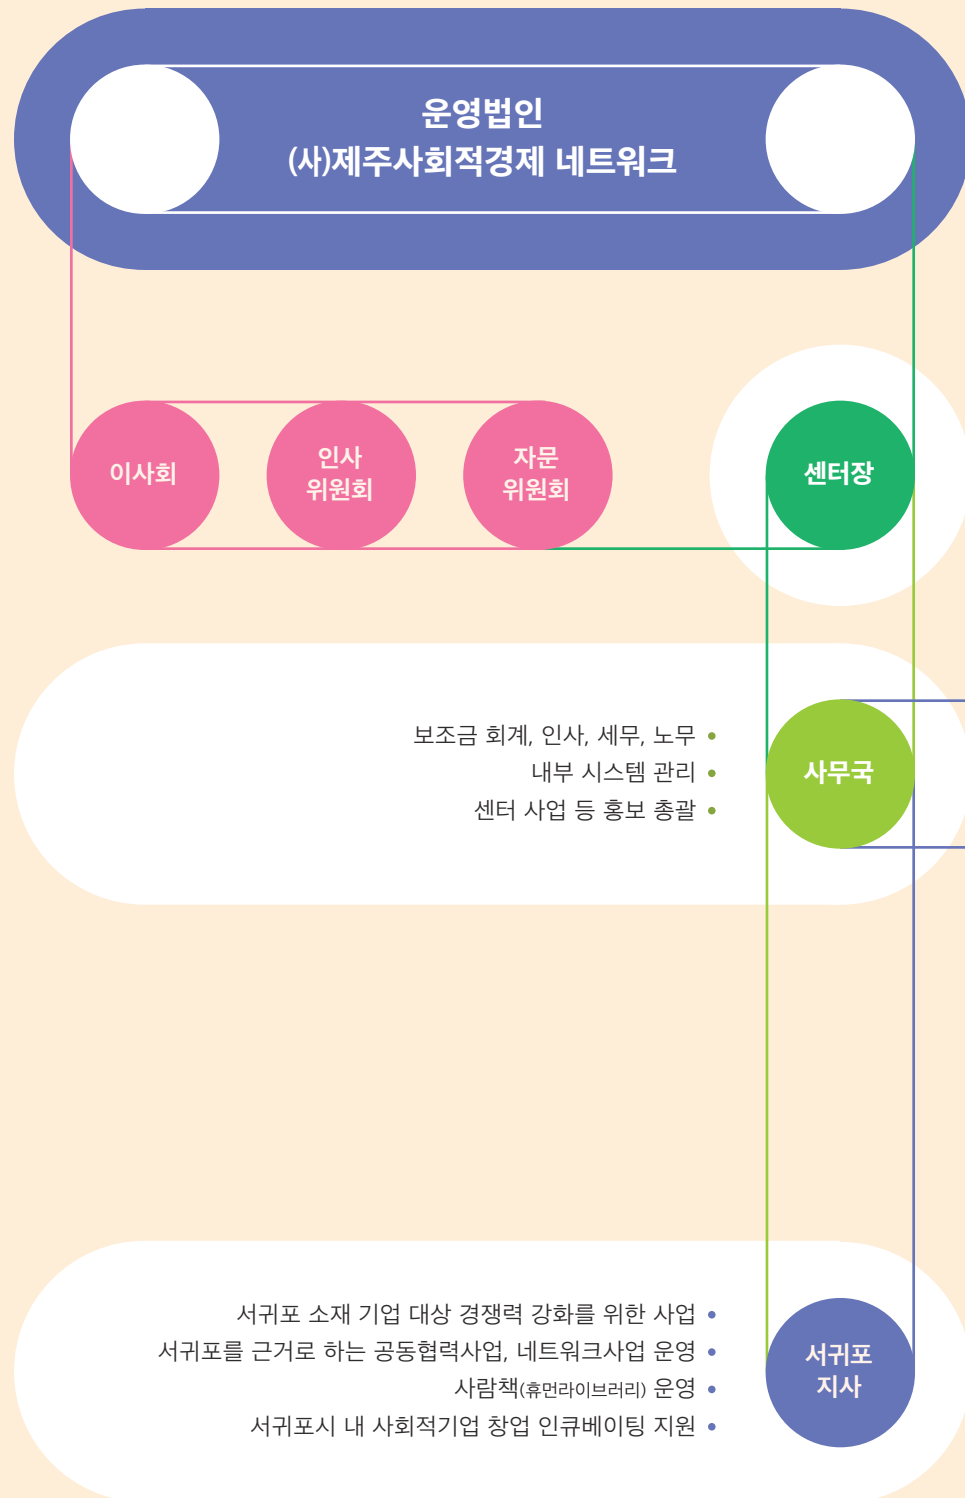 운영법인
(사)제주사회적경제 네트워크
이사회
인사
위원회
자문
위원회
센터장
보조금 회계, 인사, 세무, 노무 •
내부 시스템 관리 •
센터 사업 등 홍보 총괄 •
사무국
서귀포 소재 기업 대상 경쟁력 강화를 위한 사업 •
서귀포를 근거로 하는 공동협력사업, 네트워크사업 운영 •
사람책(휴먼라이브러리) 운영 •
서귀포시 내 사회적기업 창업 인큐베이팅 지원 •
서귀포
지사